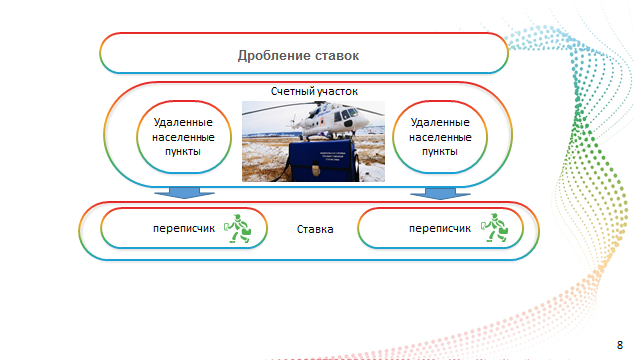 Дробление ставок
Счетный участок
Удаленные
населенные
пункты
Удаленные
населенные
пункты
переписчик
Ставка
переписчик
8